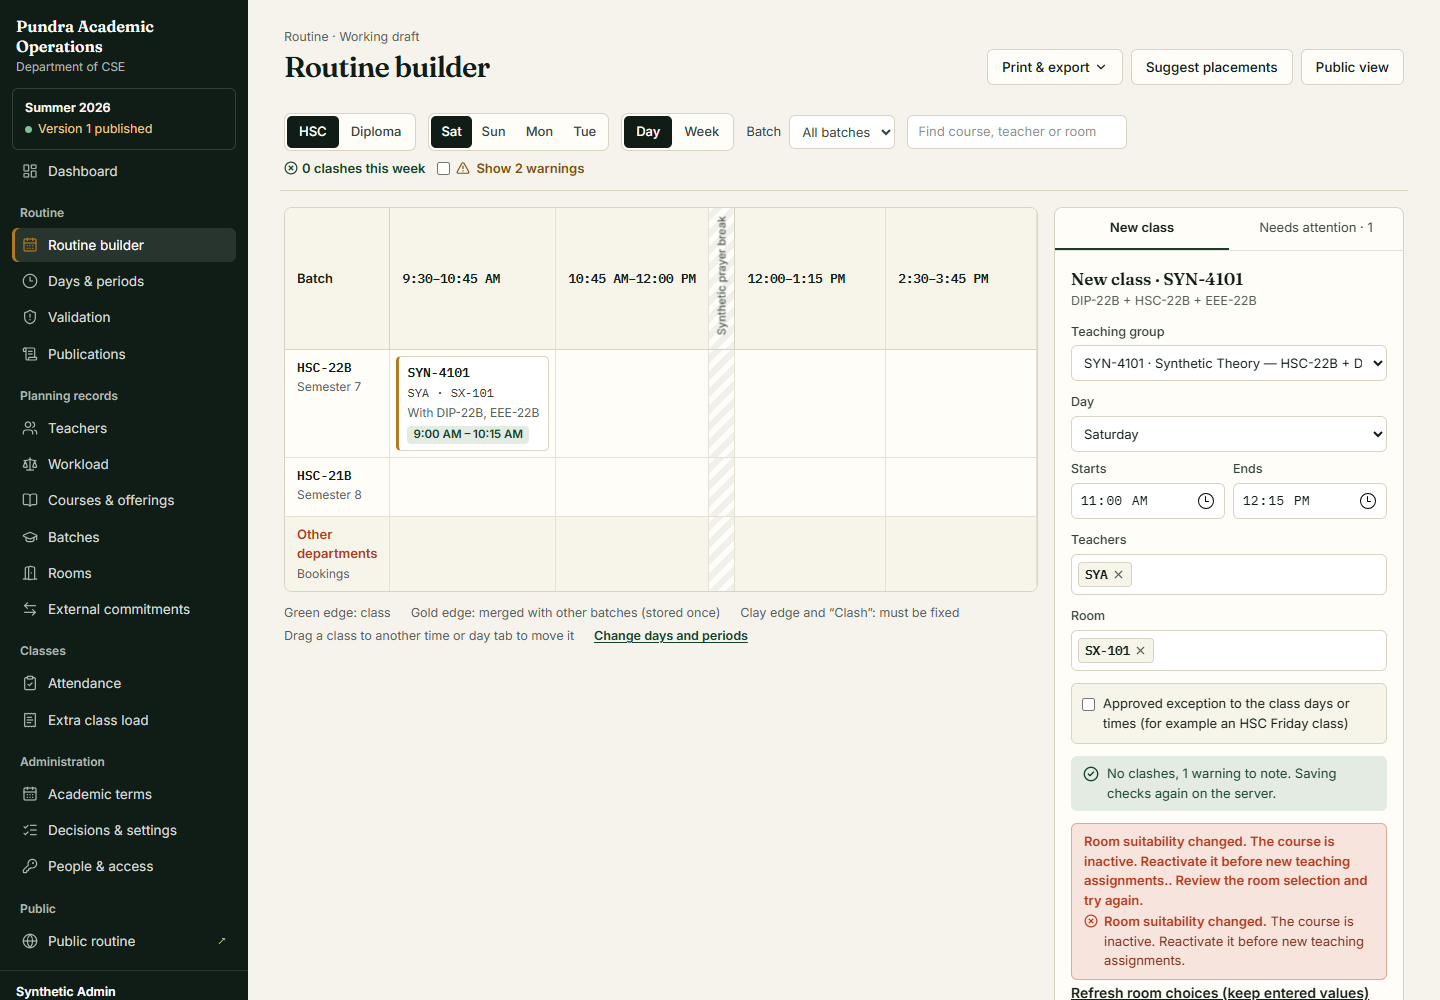 Pundra Academic
Operations
Department of CSE
Summer 2026
Version 1 published
Dashboard
Routine
Routine builder
Days & periods
Validation
Publications
Planning records
Teachers
Workload
Courses & offerings
Batches
Rooms
External commitments
Classes
Attendance
Extra class load
Administration
Academic terms
Decisions & settings
People & access
Public
Public routine ↗
Synthetic Admin
Routine · Working draft
Routine builder
Print & export
Suggest placements
Public view
HSC Diploma
Sat Sun Mon Tue
Day Week
Batch All batches
Find course, teacher or room
0 clashes this week
Show 2 warnings
Batch 9:30–10:45 AM 10:45 AM–12:00 PM Synthetic prayer break 12:00–1:15 PM 2:30–3:45 PM
HSC-22B
Semester 7
SYN-4101
SYA · SX-101
With DIP-22B, EEE-22B
9:00 AM – 10:15 AM
HSC-21B
Semester 8
Other
departments
Bookings
Green edge: class Gold edge: merged with other batches (stored once) Clay edge and “Clash”: must be fixed
Drag a class to another time or day tab to move it Change days and periods
New class Needs attention · 1
New class · SYN-4101
DIP-22B + HSC-22B + EEE-22B
Teaching group
SYN-4101 · Synthetic Theory — HSC-22B + D
Day
Saturday
Starts Ends
11:00 AM 12:15 PM
Teachers
SYA ×
Room
SX-101 ×
Approved exception to the class days or
times (for example an HSC Friday class)
No clashes, 1 warning to note. Saving
checks again on the server.
Room suitability changed. The course is
inactive. Reactivate it before new teaching
assignments.. Review the room selection and
try again.
Room suitability changed. The course is
inactive. Reactivate it before new teaching
assignments.
Refresh room choices (keep entered values)